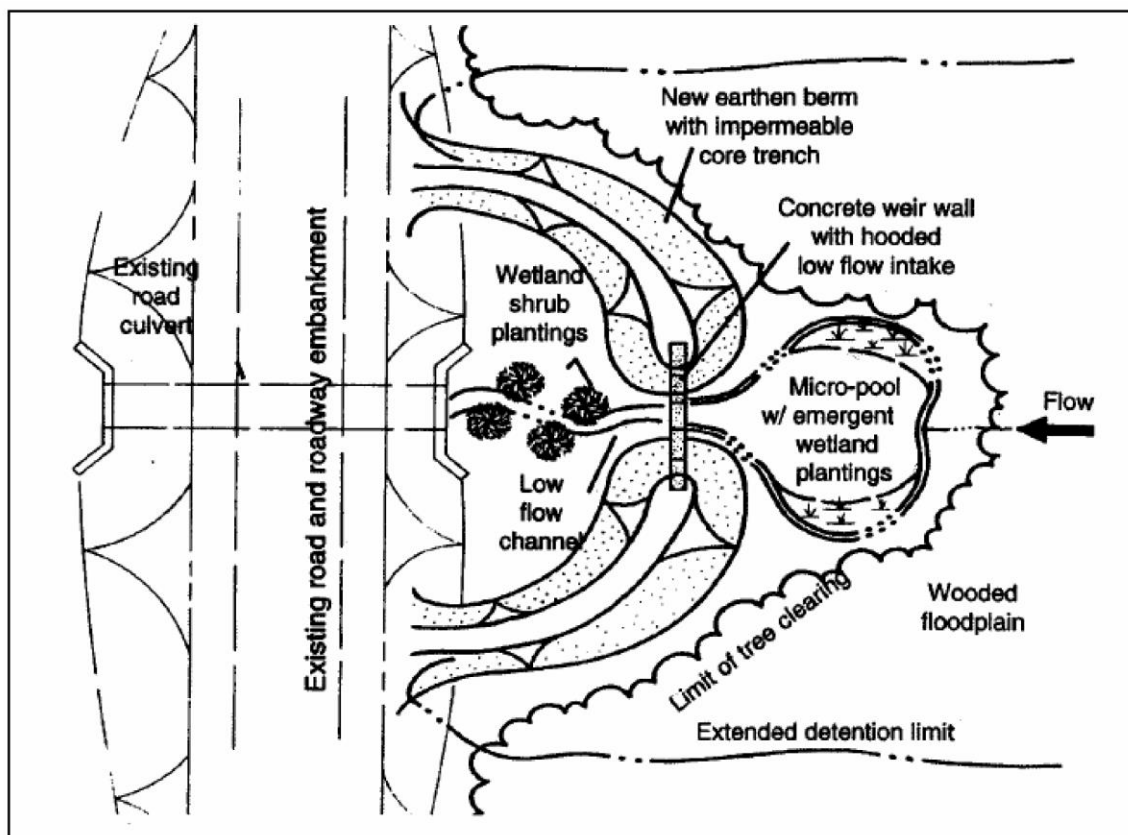 New earthen berm
with impermeable
core trench
Concrete weir wall
with hooded
low flow intake
Existing
road
culvert
Existing road and roadway embankment
Wetland
shrub
plantings
Micro-pool
w/ emergent
wetland
plantings
Flow
Low
flow
channel
Limit of tree clearing
Wooded
floodplain
Extended detention limit